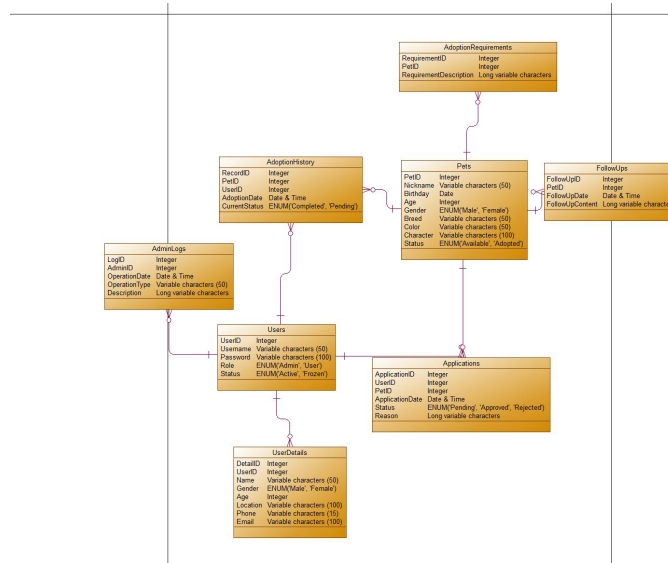 AdoptionRequirements
RequirementID Integer
PetID Integer
RequirementDescription Long variable characters
AdoptionHistory
RecordID Integer
PetID Integer
UserID Integer
AdoptionDate Date & Time
CurrentStatus ENUM('Completed', 'Pending')
Pets
PetID Integer
Nickname Variable characters (50)
Birthday Date
Age Integer
Gender ENUM('Male', 'Female')
Breed Variable characters (50)
Color Variable characters (50)
Character Variable characters (100)
Status ENUM('Available', 'Adopted')
FollowUps
FollowUpID Integer
PetID Integer
FollowUpDate Date & Time
FollowUpContent Long variable characte
AdminLogs
LogID Integer
AdminID Integer
OperationDate Date & Time
OperationType Variable characters (50)
Description Long variable characters
Users
UserID Integer
Username Variable characters (50)
Password Variable characters (100)
Role ENUM('Admin', 'User')
Status ENUM('Active', 'Frozen')
Applications
ApplicationID Integer
UserID Integer
PetID Integer
ApplicationDate Date & Time
Status ENUM('Pending', 'Approved', 'Rejected')
Reason Long variable characters
UserDetails
DetailID Integer
UserID Integer
Name Variable characters (50)
Gender ENUM('Male', 'Female')
Age Integer
Location Variable characters (100)
Phone Variable characters (15)
Email Variable characters (100)